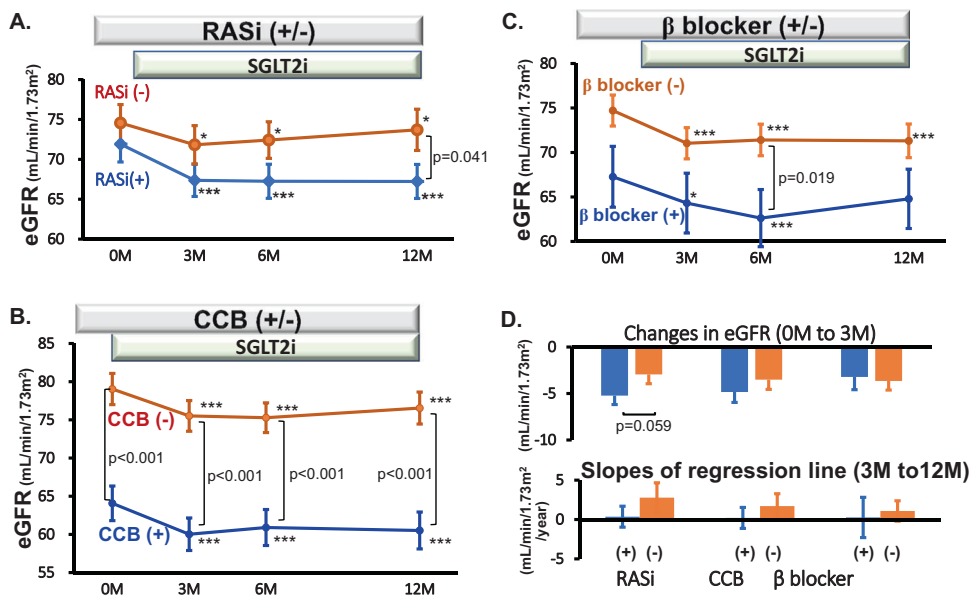 A.
RASi (+/-)
SGLT2i
eGFR (mL/min/1.73m²)
80
75
70
65
60
RASi (-)
RASi(+)
*
*
*
***
***
***
p=0.041
0M
3M
6M
12M
B.
CCB (+/-)
SGLT2i
eGFR (mL/min/1.73m²)
85
80
75
70
65
60
55
CCB (-)
CCB (+)
***
***
***
***
***
***
p<0.001
p<0.001
p<0.001
p<0.001
0M
3M
6M
12M
C.
β blocker (+/-)
SGLT2i
eGFR (mL/min/1.73m²)
80
75
70
65
60
β blocker (-)
β blocker (+)
***
***
***
*
***
p=0.019
0M
3M
6M
12M
D.
Changes in eGFR (0M to 3M)
(mL/min/1.73m²)
0
-5
-10
p=0.059
Slopes of regression line (3M to12M)
(mL/min/1.73m²
/year)
5
0
-5
(+) (-)
(+) (-)
(+) (-)
RASi
CCB
β blocker